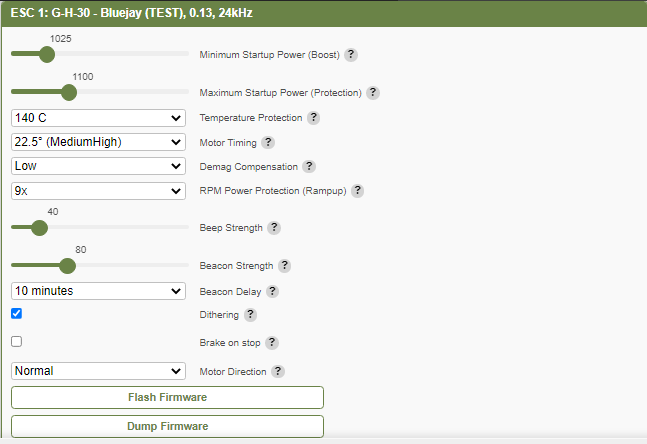 ESC 1: G-H-30 - Bluejay (TEST), 0.13, 24kHz
1025
Minimum Startup Power (Boost) ?
1100
Maximum Startup Power (Protection) ?
140 C Temperature Protection ?
22.5° (MediumHigh) Motor Timing ?
Low Demag Compensation ?
9x RPM Power Protection (Rampup) ?
40
Beep Strength ?
80
Beacon Strength ?
10 minutes Beacon Delay ?
Dithering ?
Brake on stop ?
Normal Motor Direction ?
Flash Firmware
Dump Firmware